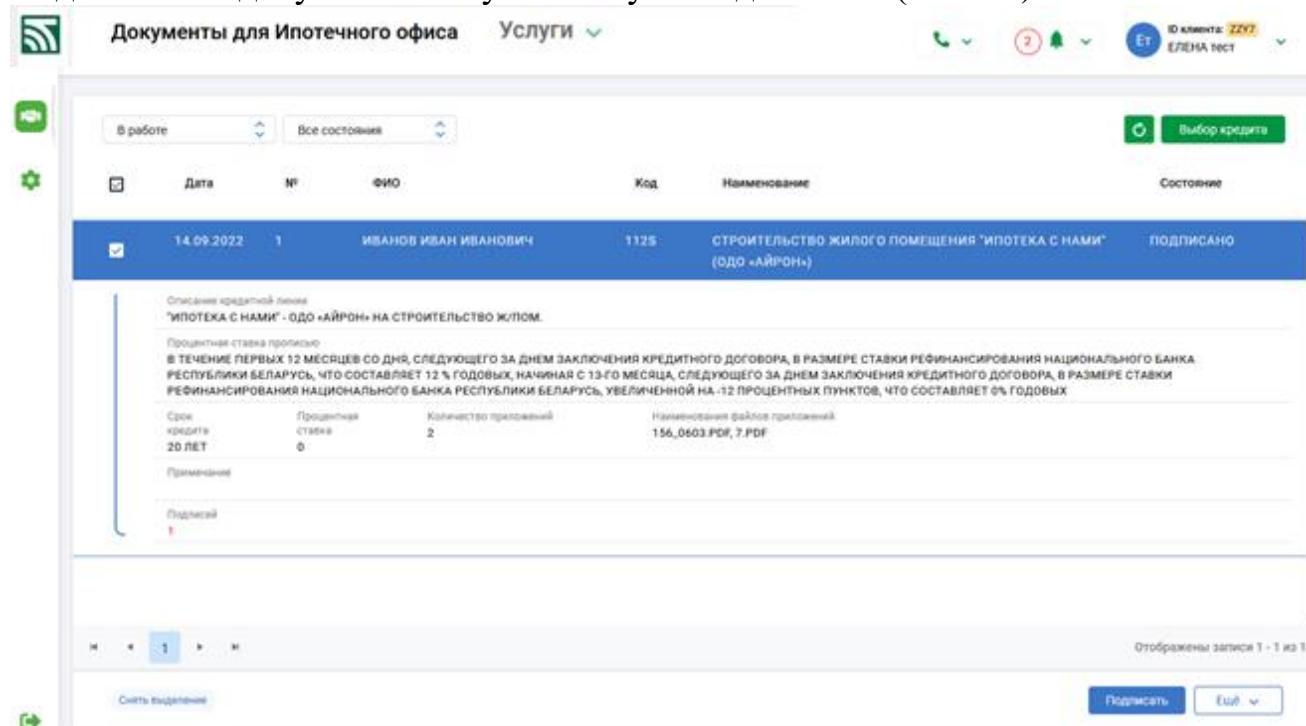 Документы для Ипотечного офиса Услуги
2
Ет
ID клиента: ZZY7
ЕЛЕНА тест
В работе Все состояния Выбор кредита
Дата № ФИО Код Наименование Состояние
14.09.2022 1 ИВАНОВ ИВАН ИВАНОВИЧ 112S СТРОИТЕЛЬСТВО ЖИЛОГО ПОМЕЩЕНИЯ "ИПОТЕКА С НАМИ" ПОДПИСАНО
(ОДО «АЙРОН»)
Описание кредитной линии
"ИПОТЕКА С НАМИ" - ОДО «АЙРОН» НА СТРОИТЕЛЬСТВО Ж/ПОМ.
Процентная ставка прописью
В ТЕЧЕНИЕ ПЕРВЫХ 12 МЕСЯЦЕВ СО ДНЯ, СЛЕДУЮЩЕГО ЗА ДНЕМ ЗАКЛЮЧЕНИЯ КРЕДИТНОГО ДОГОВОРА, В РАЗМЕРЕ СТАВКИ РЕФИНАНСИРОВАНИЯ НАЦИОНАЛЬНОГО БАНКА
РЕСПУБЛИКИ БЕЛАРУСЬ, ЧТО СОСТАВЛЯЕТ 12 % ГОДОВЫХ, НАЧИНАЯ С 13-ГО МЕСЯЦА, СЛЕДУЮЩЕГО ЗА ДНЕМ ЗАКЛЮЧЕНИЯ КРЕДИТНОГО ДОГОВОРА, В РАЗМЕРЕ СТАВКИ
РЕФИНАНСИРОВАНИЯ НАЦИОНАЛЬНОГО БАНКА РЕСПУБЛИКИ БЕЛАРУСЬ, УВЕЛИЧЕННОЙ НА -12 ПРОЦЕНТНЫХ ПУНКТОВ, ЧТО СОСТАВЛЯЕТ 0% ГОДОВЫХ
Срок Процентная Количество приложений Наименования файлов приложений
кредита ставка 2 156_0603.PDF, 7.PDF
20 ЛЕТ 0
Примечание
Подписей
1
1 Отображены записи 1 - 1 из 1
Снять выделение Подписать Ещё